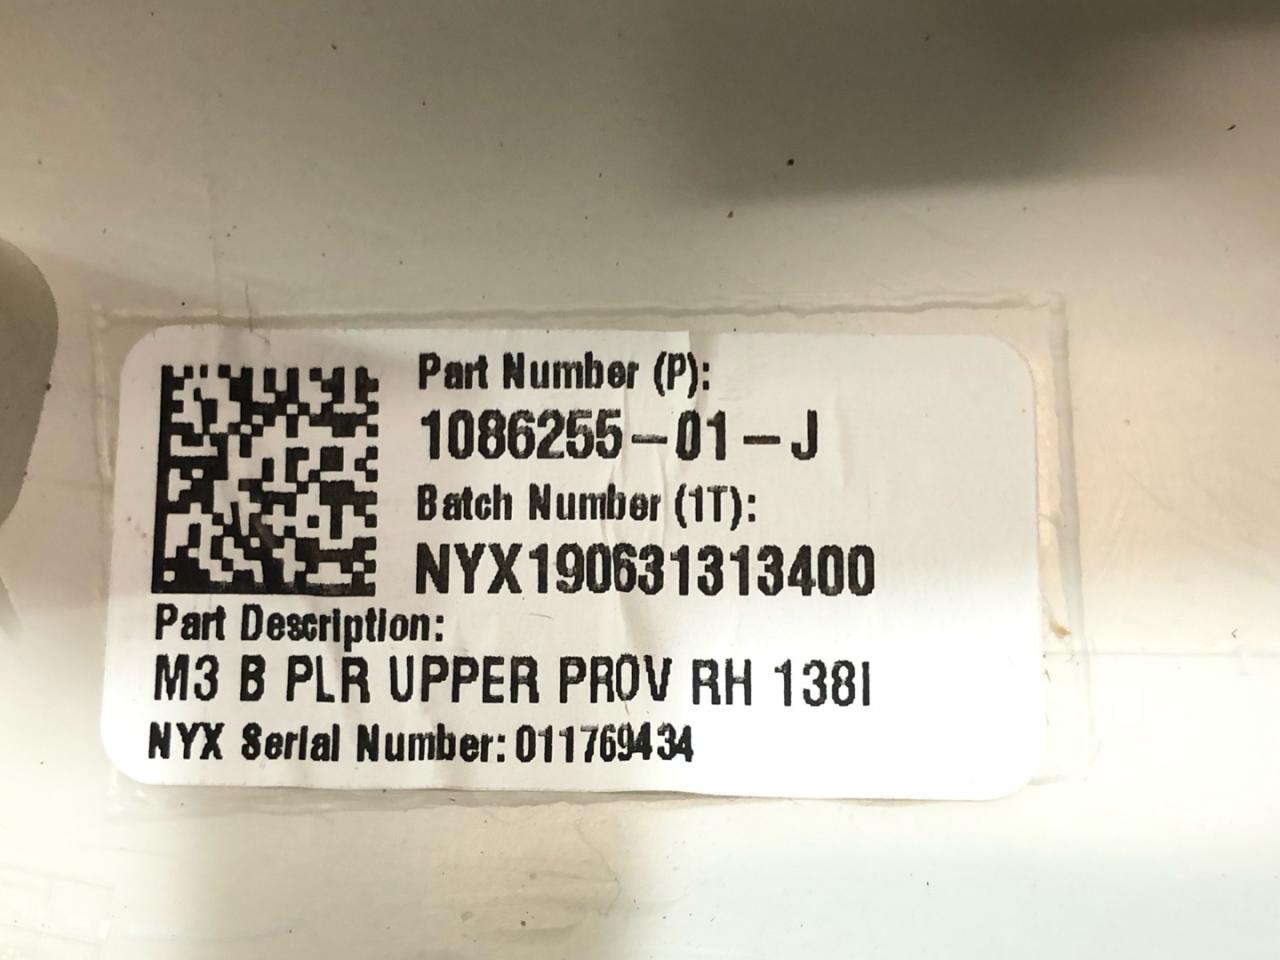 Part Number (P):
1086255-01-J
Batch Number (1T):
NYX190631313400
Part Description:
M3 B PLR UPPER PROV RH 138I
NYX Serial Number: 011769434